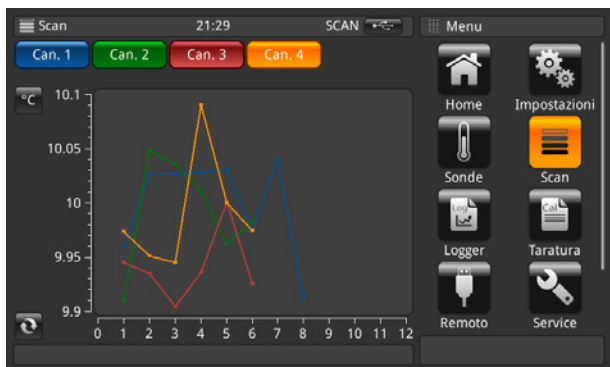 Scan 21:29 SCAN
Menu
Can. 1 Can. 2 Can. 3 Can. 4
°C
10.1
10.05
10
9.95
9.9
0 1 2 3 4 5 6 7 8 9 10 11 12
Home Impostazioni
Sonde Scan
Log Cal
Logger Taratura
Remoto Service